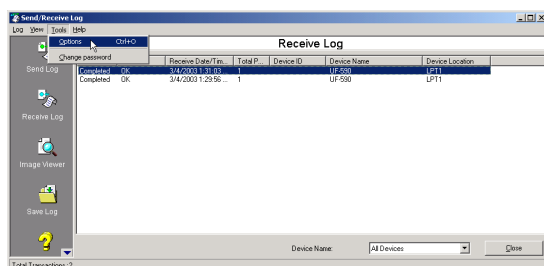 Send/Receive Log
Log View Tools Help
Options Ctrl+O
Change password
Receive Log
Receive Date/Tim... Total P... Device ID Device Name Device Location
Completed OK 3/4/2003 1:31:03 ... 1 UF-590 LPT1
Completed OK 3/4/2003 1:29:56 ... 1 UF-590 LPT1
Send Log
Receive Log
Image Viewer
Save Log
Device Name: All Devices Close
Total Transactions :2